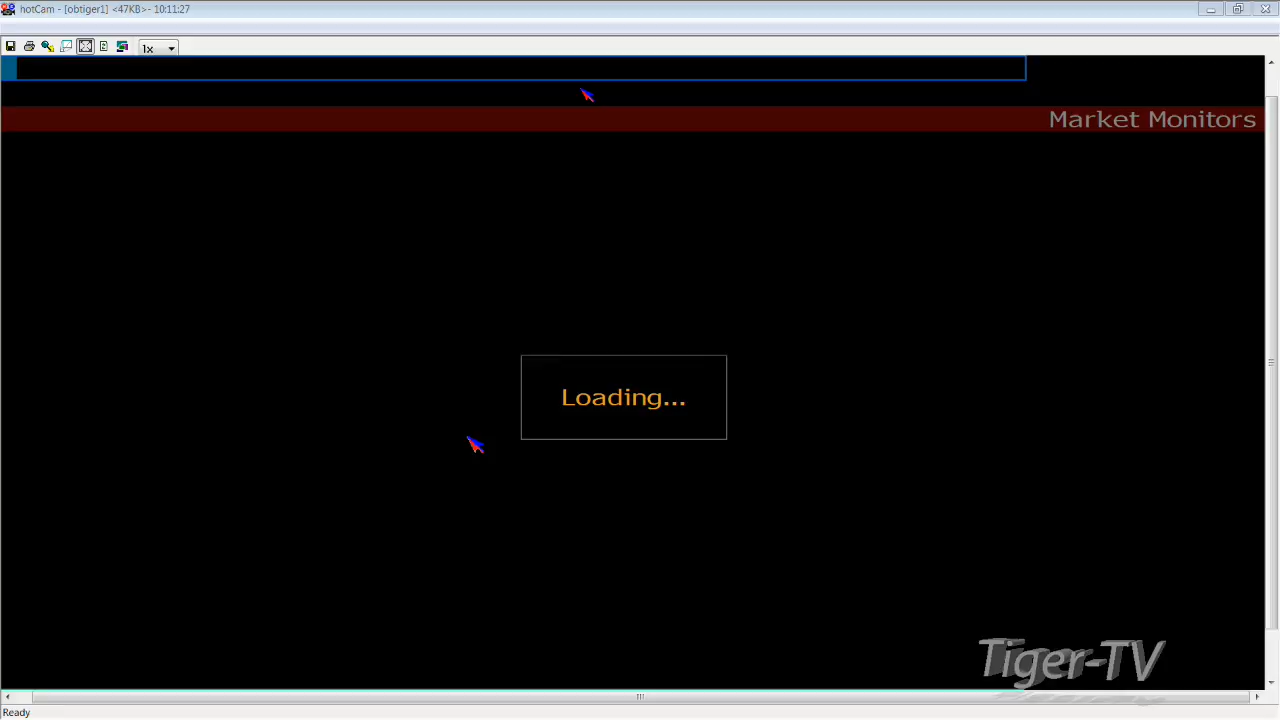 hotCam - [obtiger1] <47KB>- 10:11:27
1x
Market Monitors
Loading...
Tiger-TV
Ready